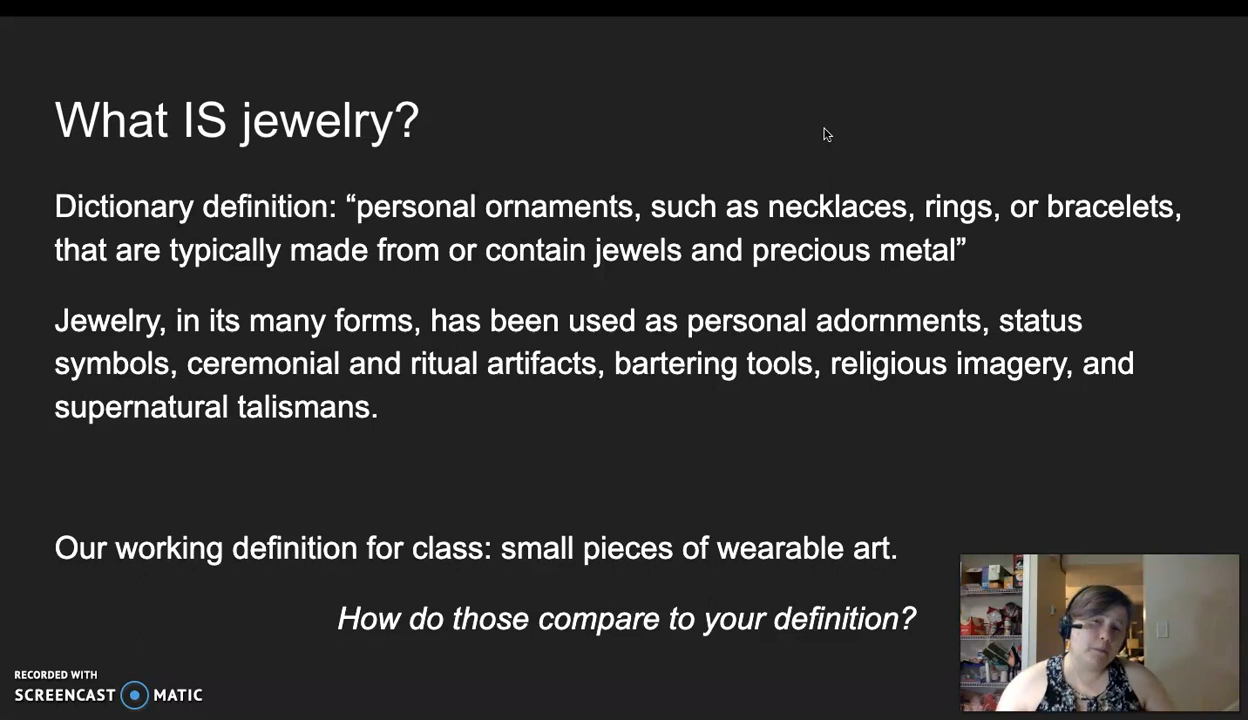 What IS jewelry?
Dictionary definition: “personal ornaments, such as necklaces, rings, or bracelets,
that are typically made from or contain jewels and precious metal”
Jewelry, in its many forms, has been used as personal adornments, status
symbols, ceremonial and ritual artifacts, bartering tools, religious imagery, and
supernatural talismans.
Our working definition for class: small pieces of wearable art.
How do those compare to your definition?
RECORDED WITH
SCREENCAST MATIC